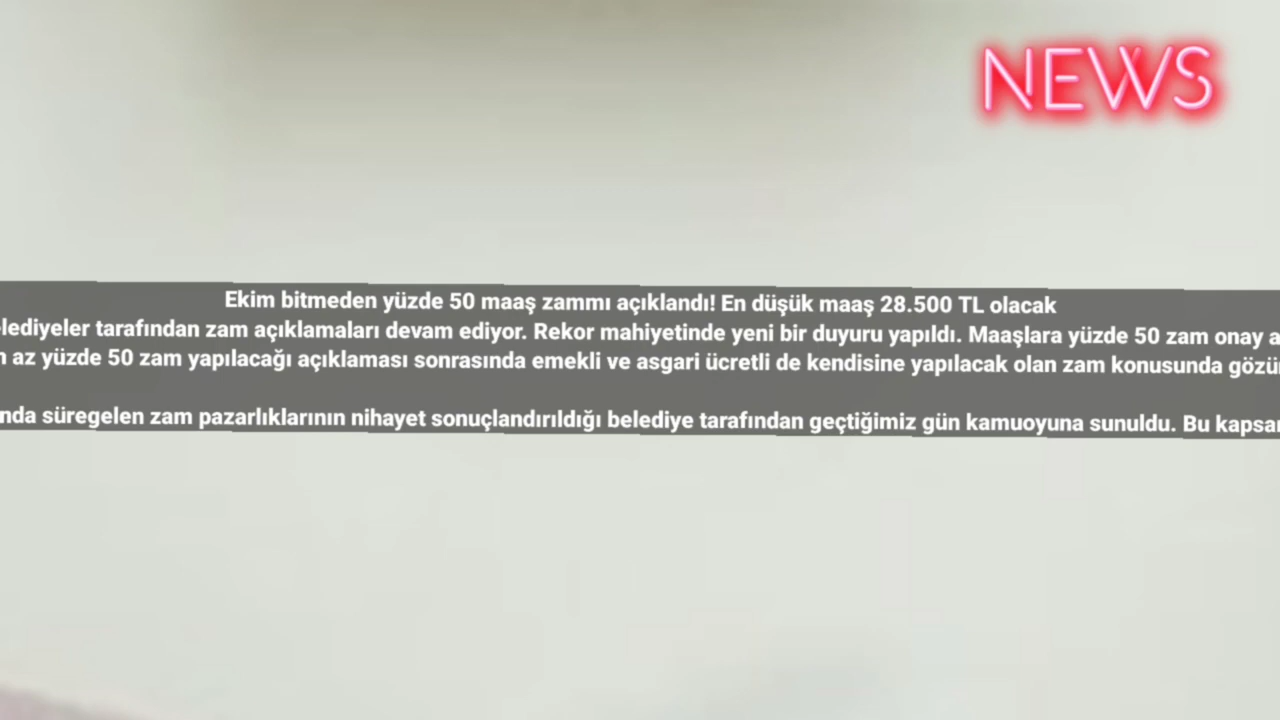 NEWS
Ekim bitmeden yüzde 50 maaş zammı açıklandı! En düşük maaş 28.500 TL olacak
elediyeler tarafından zam açıklamaları devam ediyor. Rekor mahiyetinde yeni bir duyuru yapıldı. Maaşlara yüzde 50 zam onay a
az yüzde 50 zam yapılacağı açıklaması sonrasında emekli ve asgari ücretli de kendisine yapılacak olan zam konusunda gözü
nda süregelen zam pazarlıklarının nihayet sonuçlandırıldığı belediye tarafından geçtiğimiz gün kamuoyuna sunuldu. Bu kapsa